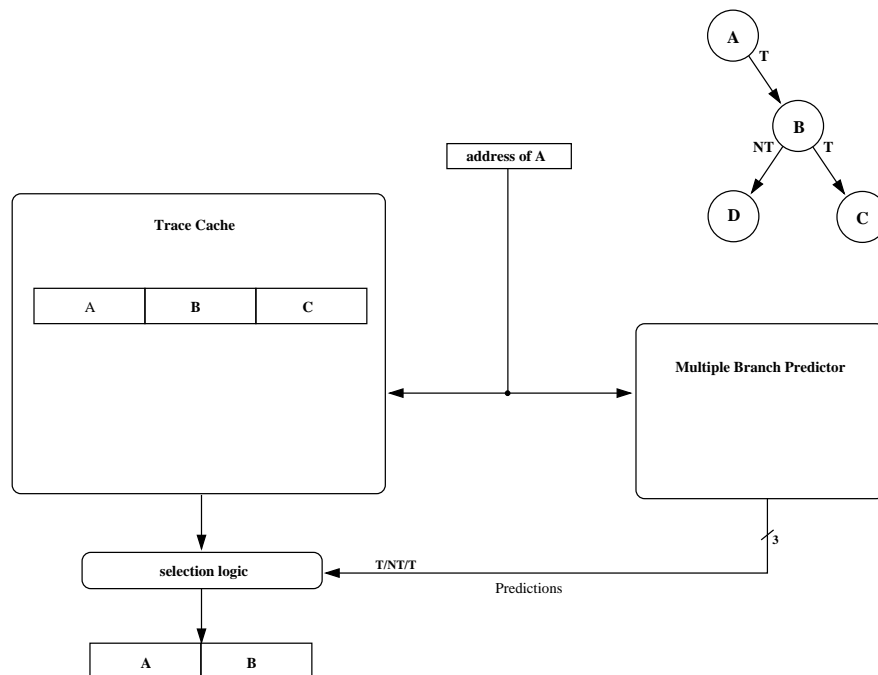 A
T
B
NT
T
D
C
address of A
Trace Cache
A
B
C
Multiple Branch Predictor
3
T/NT/T
selection logic
Predictions
A
B